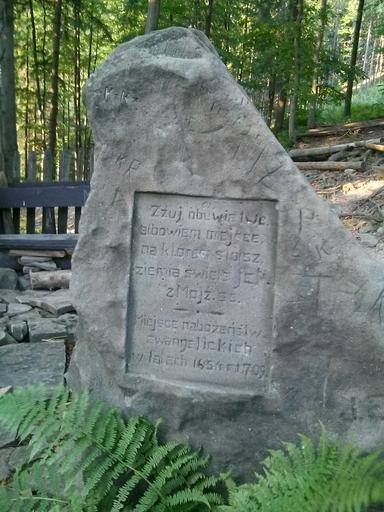 K+K
KP
A
Zzuj obuwie twe,
albowiem miejsce
na którem stoisz
ziemia święta jest.
2 Mojż. 3.5.
Miejsce nabożeństw
ewangelickich
w latach 1654 - 1709.